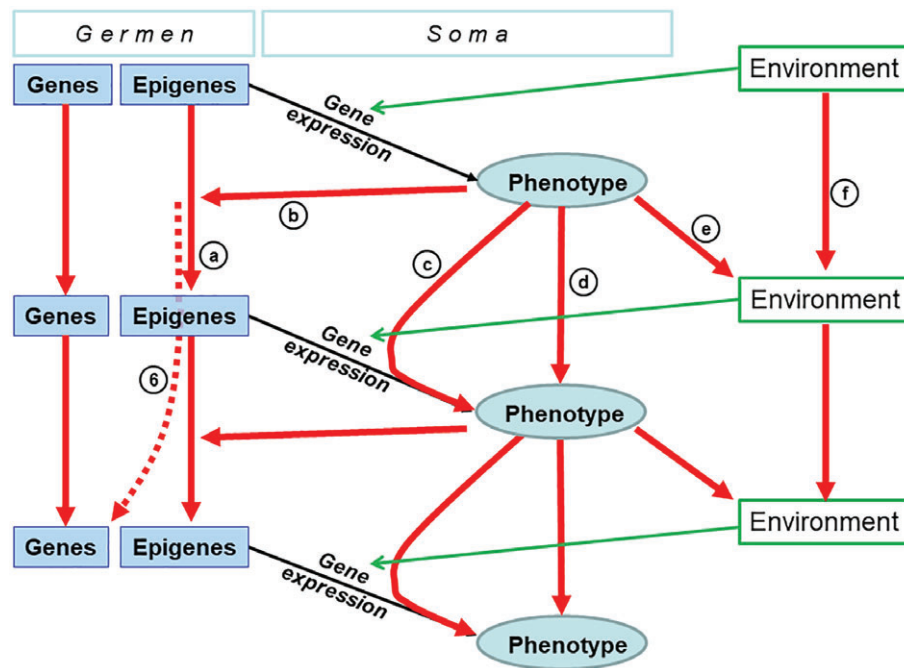 Germen Soma
Genes Epigenes Environment
Gene
expression
Phenotype
b e f
a c d
Genes Epigenes Environment
Gene
expression
6
Phenotype
Genes Epigenes Environment
Gene
expression
Phenotype